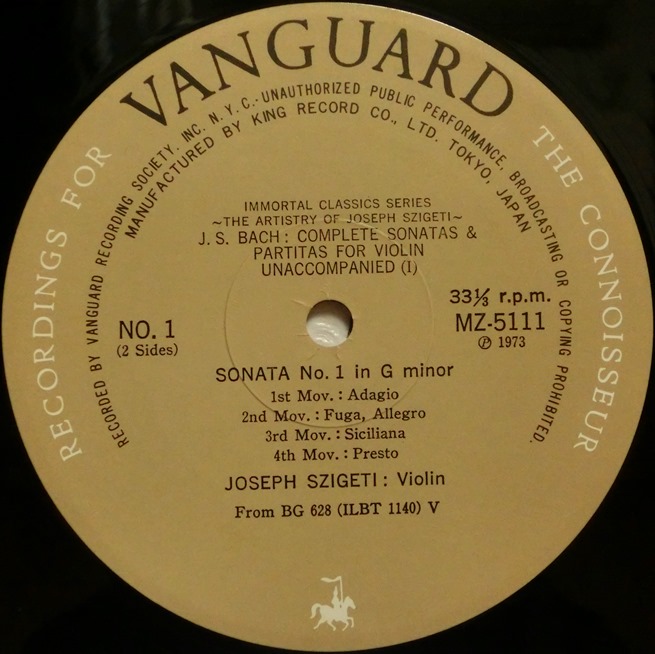 VANGUARD
RECORDINGS FOR THE CONNOISSEUR
RECORDED BY VANGUARD RECORDING SOCIETY. INC. N.Y.C.·UNAUTHORIZED PUBLIC PERFORMANCE, BROADCASTING OR COPYING PROHIBITED.
MANUFACTURED BY KING RECORD CO., LTD. TOKYO, JAPAN
IMMORTAL CLASSICS SERIES
~THE ARTISTRY OF JOSEPH SZIGETI~
J. S. BACH : COMPLETE SONATAS &
PARTITAS FOR VIOLIN
UNACCOMPANIED (I)
33⅓ r.p.m.
NO. 1
MZ-5111
(2 Sides)
Ⓟ 1973
SONATA No. 1 in G minor
1st Mov. : Adagio
2nd Mov. : Fuga, Allegro
3rd Mov. : Siciliana
4th Mov. : Presto
JOSEPH SZIGETI : Violin
From BG 628 (ILBT 1140) V